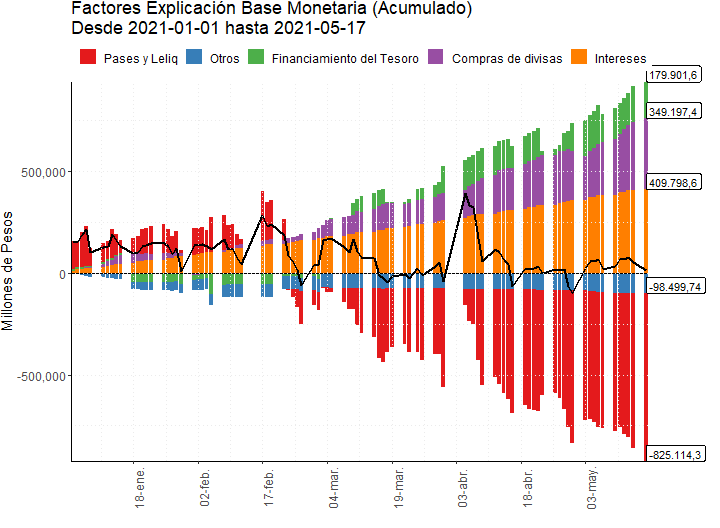 Factores Explicación Base Monetaria (Acumulado)
Desde 2021-01-01 hasta 2021-05-17
Pases y Leliq Otros Financiamiento del Tesoro Compras de divisas Intereses
179.901,6
349.197,4
500,000
409.798,6
0
-98.499,74
-500,000
-825.114,3
Millones de Pesos
18-ene.
02-feb.
17-feb.
04-mar.
19-mar.
03-abr.
18-abr.
03-may.